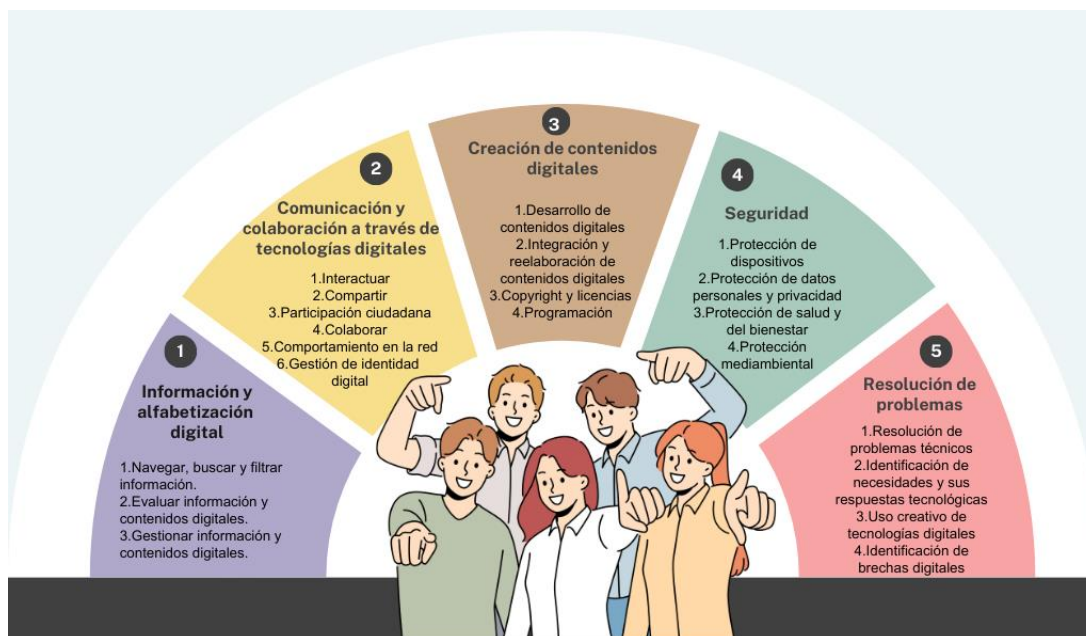 1
Información y
alfabetización
digital
1.Navegar, buscar y filtrar
información.
2.Evaluar información y
contenidos digitales.
3.Gestionar información y
contenidos digitales.
2
Comunicación y
colaboración a través de
tecnologías digitales
1.Interactuar
2.Compartir
3.Participación ciudadana
4.Colaborar
5.Comportamiento en la red
6.Gestión de identidad
digital
3
Creación de contenidos
digitales
1.Desarrollo de
contenidos digitales
2.Integración y
reelaboración de
contenidos digitales
3.Copyright y licencias
4.Programación
4
Seguridad
1.Protección de
dispositivos
2.Protección de datos
personales y privacidad
3.Protección de salud y
del bienestar
4.Protección
mediambiental
5
Resolución de
problemas
1.Resolución de
problemas técnicos
2.Identificación de
necesidades y sus
respuestas tecnológicas
3.Uso creativo de
tecnologías digitales
4.Identificación de
brechas digitales